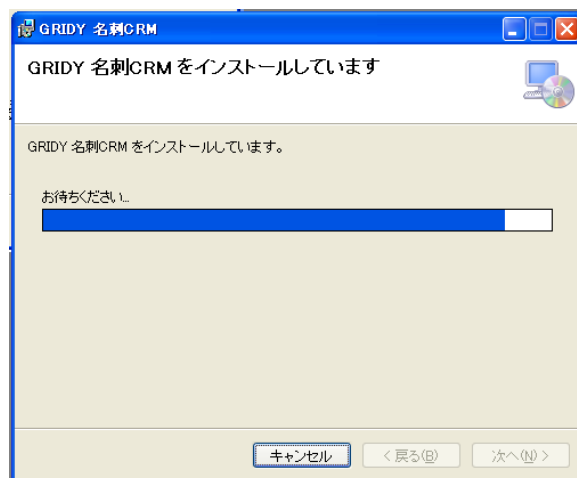 GRIDY 名刺CRM
GRIDY 名刺CRM をインストールしています
GRIDY 名刺CRM をインストールしています。
お待ちください...
キャンセル
< 戻る(B)
次へ(N) >